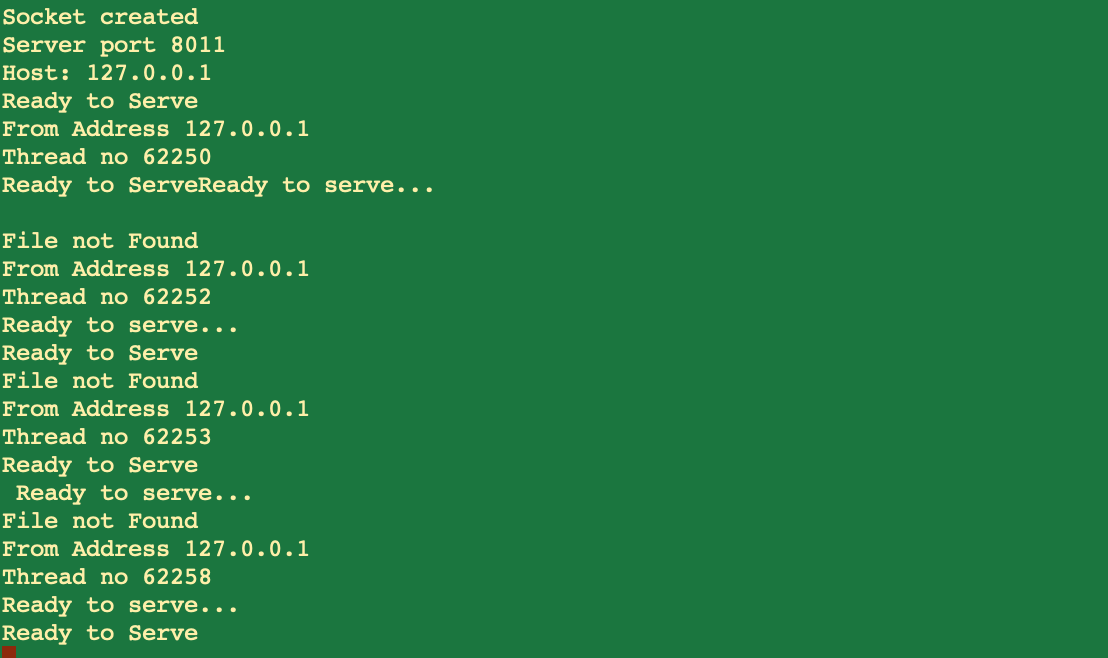 Socket created
Server port 8011
Host: 127.0.0.1
Ready to Serve
From Address 127.0.0.1
Thread no 62250
Ready to ServeReady to serve...
File not Found
From Address 127.0.0.1
Thread no 62252
Ready to serve...
Ready to Serve
File not Found
From Address 127.0.0.1
Thread no 62253
Ready to Serve
 Ready to serve...
File not Found
From Address 127.0.0.1
Thread no 62258
Ready to serve...
Ready to Serve